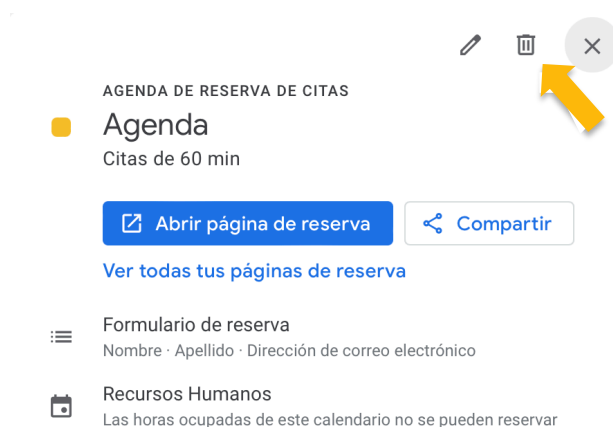 AGENDA DE RESERVA DE CITAS
Agenda
Citas de 60 min
Abrir página de reserva
Compartir
Ver todas tus páginas de reserva
Formulario de reserva
Nombre · Apellido · Dirección de correo electrónico
Recursos Humanos
Las horas ocupadas de este calendario no se pueden reservar